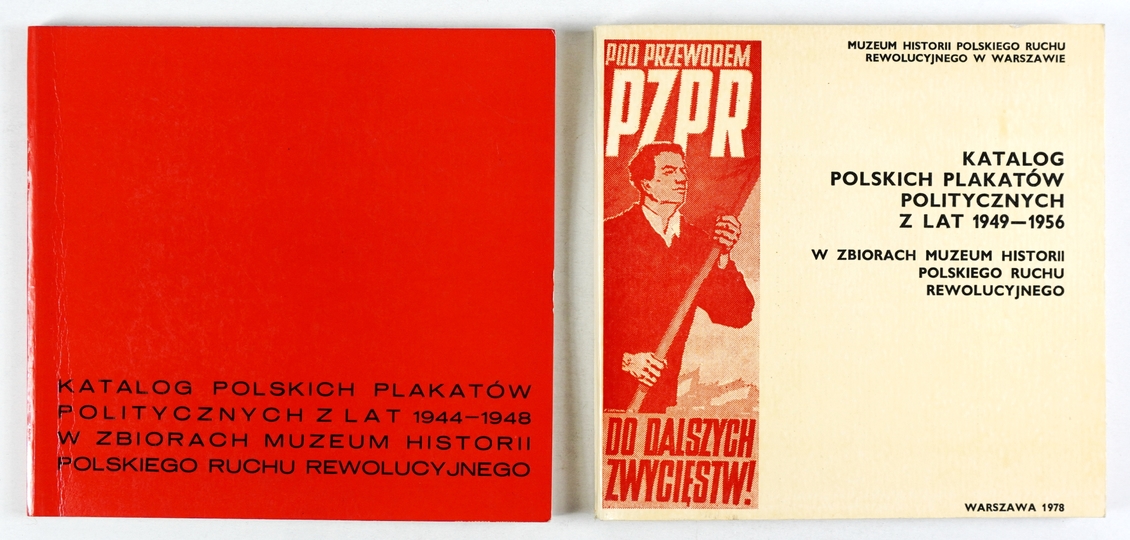 KATALOG POLSKICH PLAKATÓW
POLITYCZNYCH Z LAT 1944–1948
W ZBIORACH MUZEUM HISTORII
POLSKIEGO RUCHU REWOLUCYJNEGO
POD PRZEWODEM
PZPR
DO DALSZYCH
ZWYCIĘSTW!
MUZEUM HISTORII POLSKIEGO RUCHU
REWOLUCYJNEGO W WARSZAWIE
KATALOG
POLSKICH PLAKATÓW
POLITYCZNYCH
Z LAT 1949—1956
W ZBIORACH MUZEUM HISTORII
POLSKIEGO RUCHU
REWOLUCYJNEGO
WARSZAWA 1978